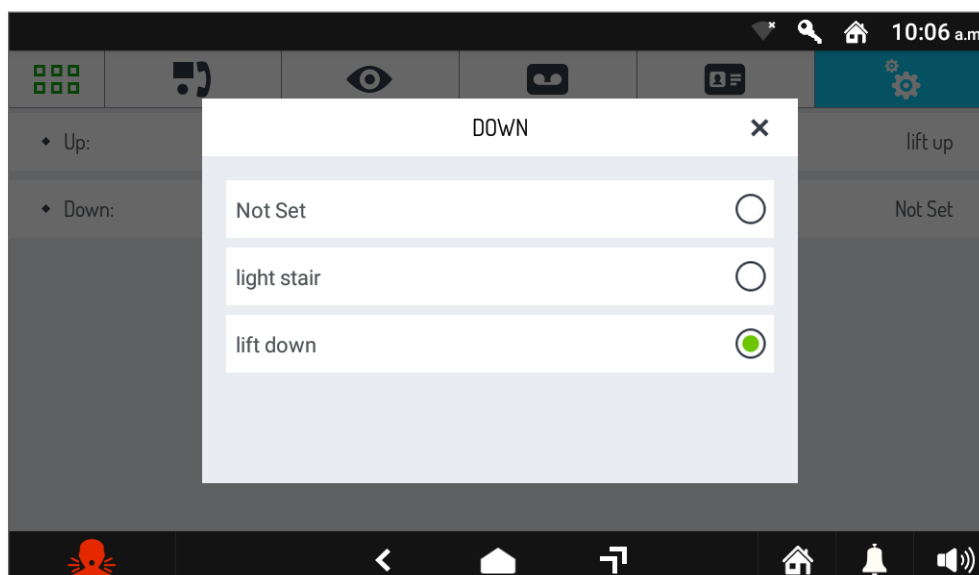 10:06 a.m
DOWN
Up:
lift up
Down:
Not Set
Not Set
light stair
lift down